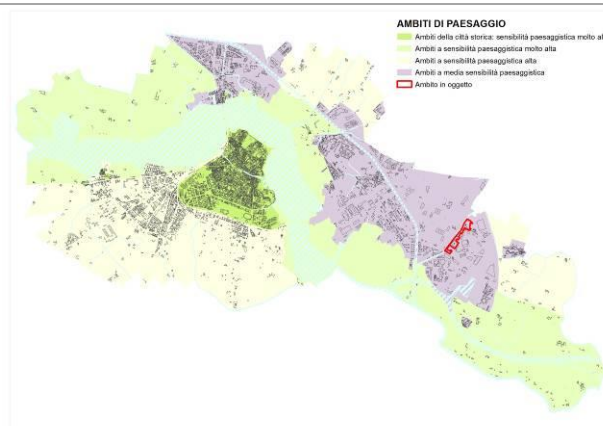 AMBITI DI PAESAGGIO
Ambiti della città storica: sensibilità paesaggistica molto al
Ambiti a sensibilità paesaggistica molto alta
Ambiti a sensibilità paesaggistica alta
Ambiti a media sensibilità paesaggistica
Ambito in oggetto